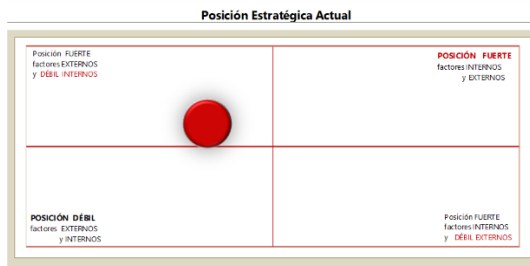 Posición Estratégica Actual
Posición FUERTE
factores EXTERNOS
y DÉBIL INTERNOS
POSICIÓN FUERTE
factores INTERNOS
y EXTERNOS
POSICIÓN DÉBIL
factores EXTERNOS
y INTERNOS
Posición FUERTE
factores INTERNOS
y DÉBIL EXTERNOS